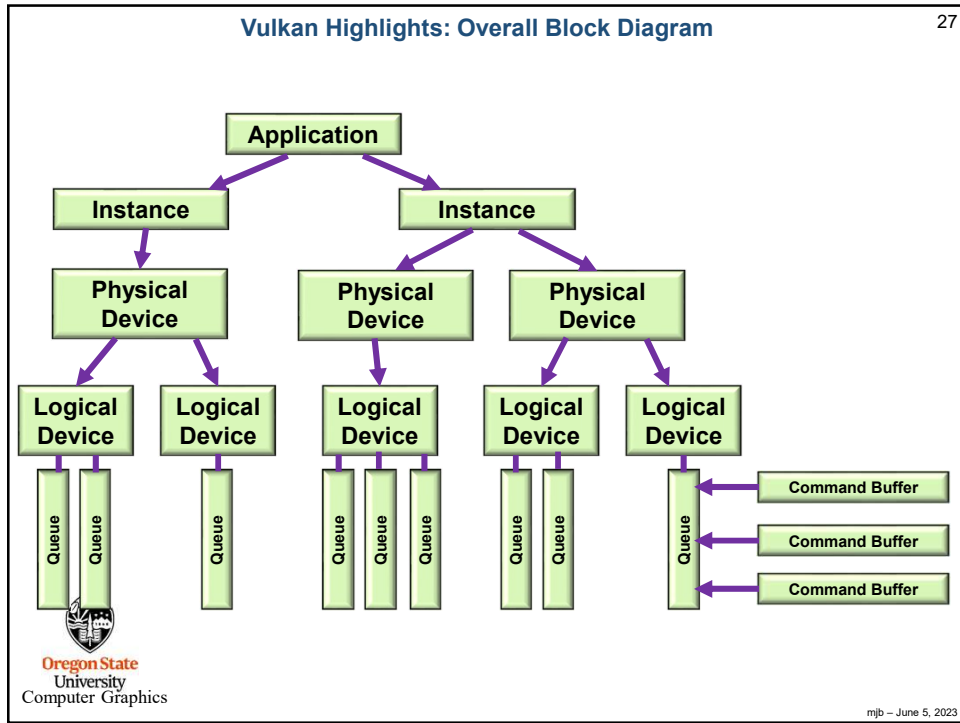 Vulkan Highlights: Overall Block Diagram
27
Application
Instance
Instance
Physical
Device
Physical
Device
Physical
Device
Logical
Device
Logical
Device
Logical
Device
Logical
Device
Logical
Device
Queue
Queue
Queue
Queue
Queue
Queue
Queue
Queue
Queue
Command Buffer
Command Buffer
Command Buffer
Oregon State
University
Computer Graphics
mjb – June 5, 2023